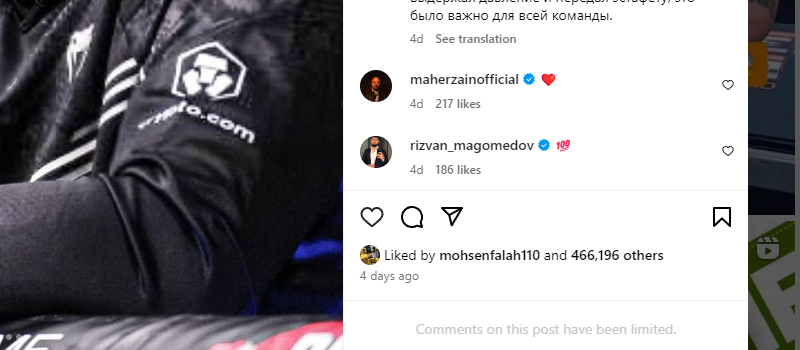 выдержал давление и передал эстафету, это
было важно для всей команды.
4d See translation
maherzainofficial ❤️
4d 217 likes
rizvan_magomedov 💯
4d 186 likes
Liked by mohsenfalah110 and 466,196 others
4 days ago
Comments on this post have been limited.
crypto.com